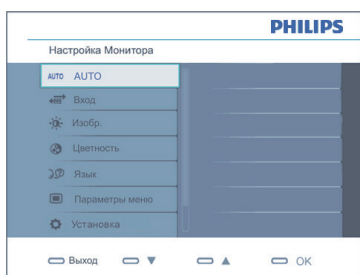 PHILIPS
Настройка Монитора
AUTO AUTO
Вход
Изобр.
Цветность
Язык
Параметры меню
Установка
Выход ▼ ▲ OK